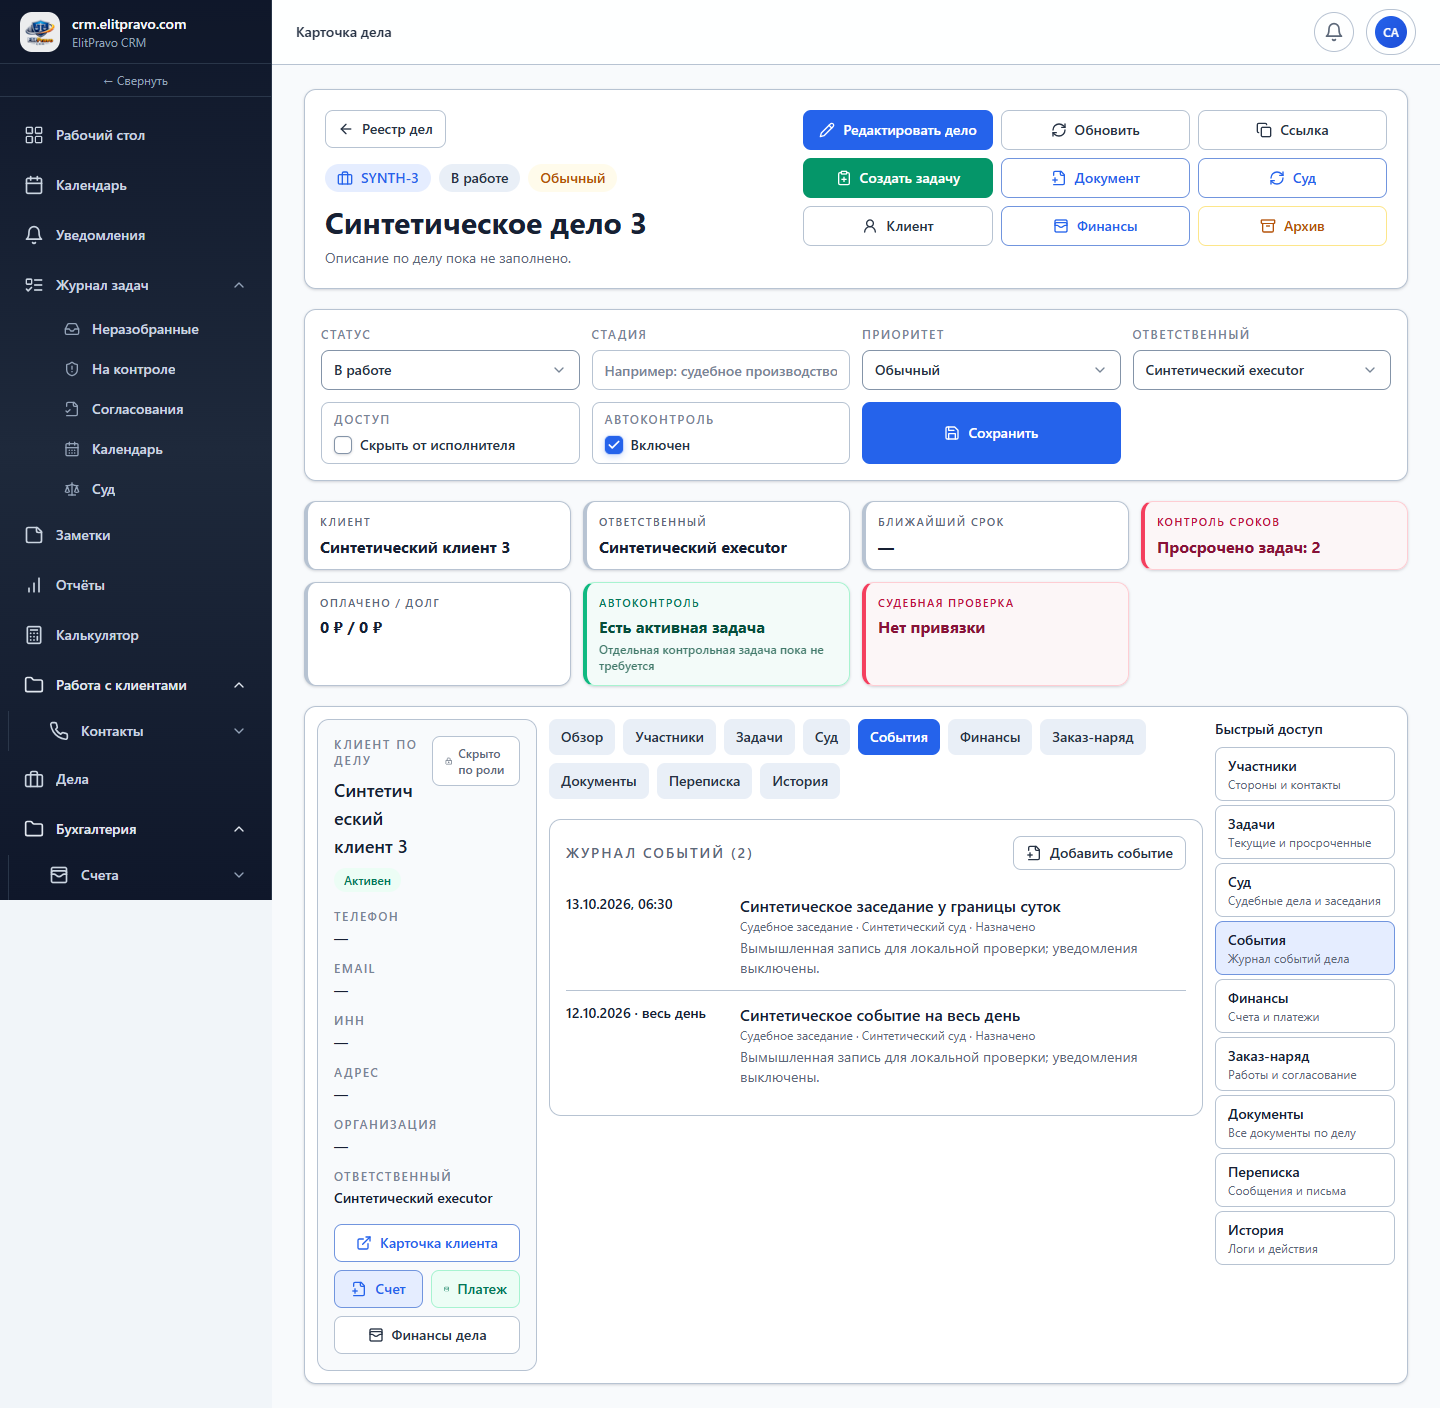 crm.elitpravo.com
ElitPravo CRM
← Свернуть
Рабочий стол
Календарь
Уведомления
Журнал задач
Неразобранные
На контроле
Согласования
Календарь
Суд
Заметки
Отчёты
Калькулятор
Работа с клиентами
Контакты
Дела
Бухгалтерия
Счета
Карточка дела
CA
Реестр дел
SYNTH-3
В работе
Обычный
Синтетическое дело 3
Описание по делу пока не заполнено.
Редактировать дело
Обновить
Ссылка
Создать задачу
Документ
Суд
Клиент
Финансы
Архив
СТАТУС
В работе
СТАДИЯ
Например: судебное производство
ПРИОРИТЕТ
Обычный
ОТВЕТСТВЕННЫЙ
Синтетический executor
ДОСТУП
Скрыть от исполнителя
АВТОКОНТРОЛЬ
Включен
Сохранить
КЛИЕНТ
Синтетический клиент 3
ОТВЕТСТВЕННЫЙ
Синтетический executor
БЛИЖАЙШИЙ СРОК
—
КОНТРОЛЬ СРОКОВ
Просрочено задач: 2
ОПЛАЧЕНО / ДОЛГ
0 ₽ / 0 ₽
АВТОКОНТРОЛЬ
Есть активная задача
Отдельная контрольная задача пока не
требуется
СУДЕБНАЯ ПРОВЕРКА
Нет привязки
КЛИЕНТ ПО
ДЕЛУ
Скрыто
по роли
Синтетич
еский
клиент 3
Активен
ТЕЛЕФОН
—
EMAIL
—
ИНН
—
АДРЕС
—
ОРГАНИЗАЦИЯ
—
ОТВЕТСТВЕННЫЙ
Синтетический executor
Карточка клиента
Счет
Платеж
Финансы дела
Обзор
Участники
Задачи
Суд
События
Финансы
Заказ-наряд
Документы
Переписка
История
ЖУРНАЛ СОБЫТИЙ (2)
Добавить событие
13.10.2026, 06:30
Синтетическое заседание у границы суток
Судебное заседание · Синтетический суд · Назначено
Вымышленная запись для локальной проверки; уведомления
выключены.
12.10.2026 · весь день
Синтетическое событие на весь день
Судебное заседание · Синтетический суд · Назначено
Вымышленная запись для локальной проверки; уведомления
выключены.
Быстрый доступ
Участники
Стороны и контакты
Задачи
Текущие и просроченные
Суд
Судебные дела и заседания
События
Журнал событий дела
Финансы
Счета и платежи
Заказ-наряд
Работы и согласование
Документы
Все документы по делу
Переписка
Сообщения и письма
История
Логи и действия